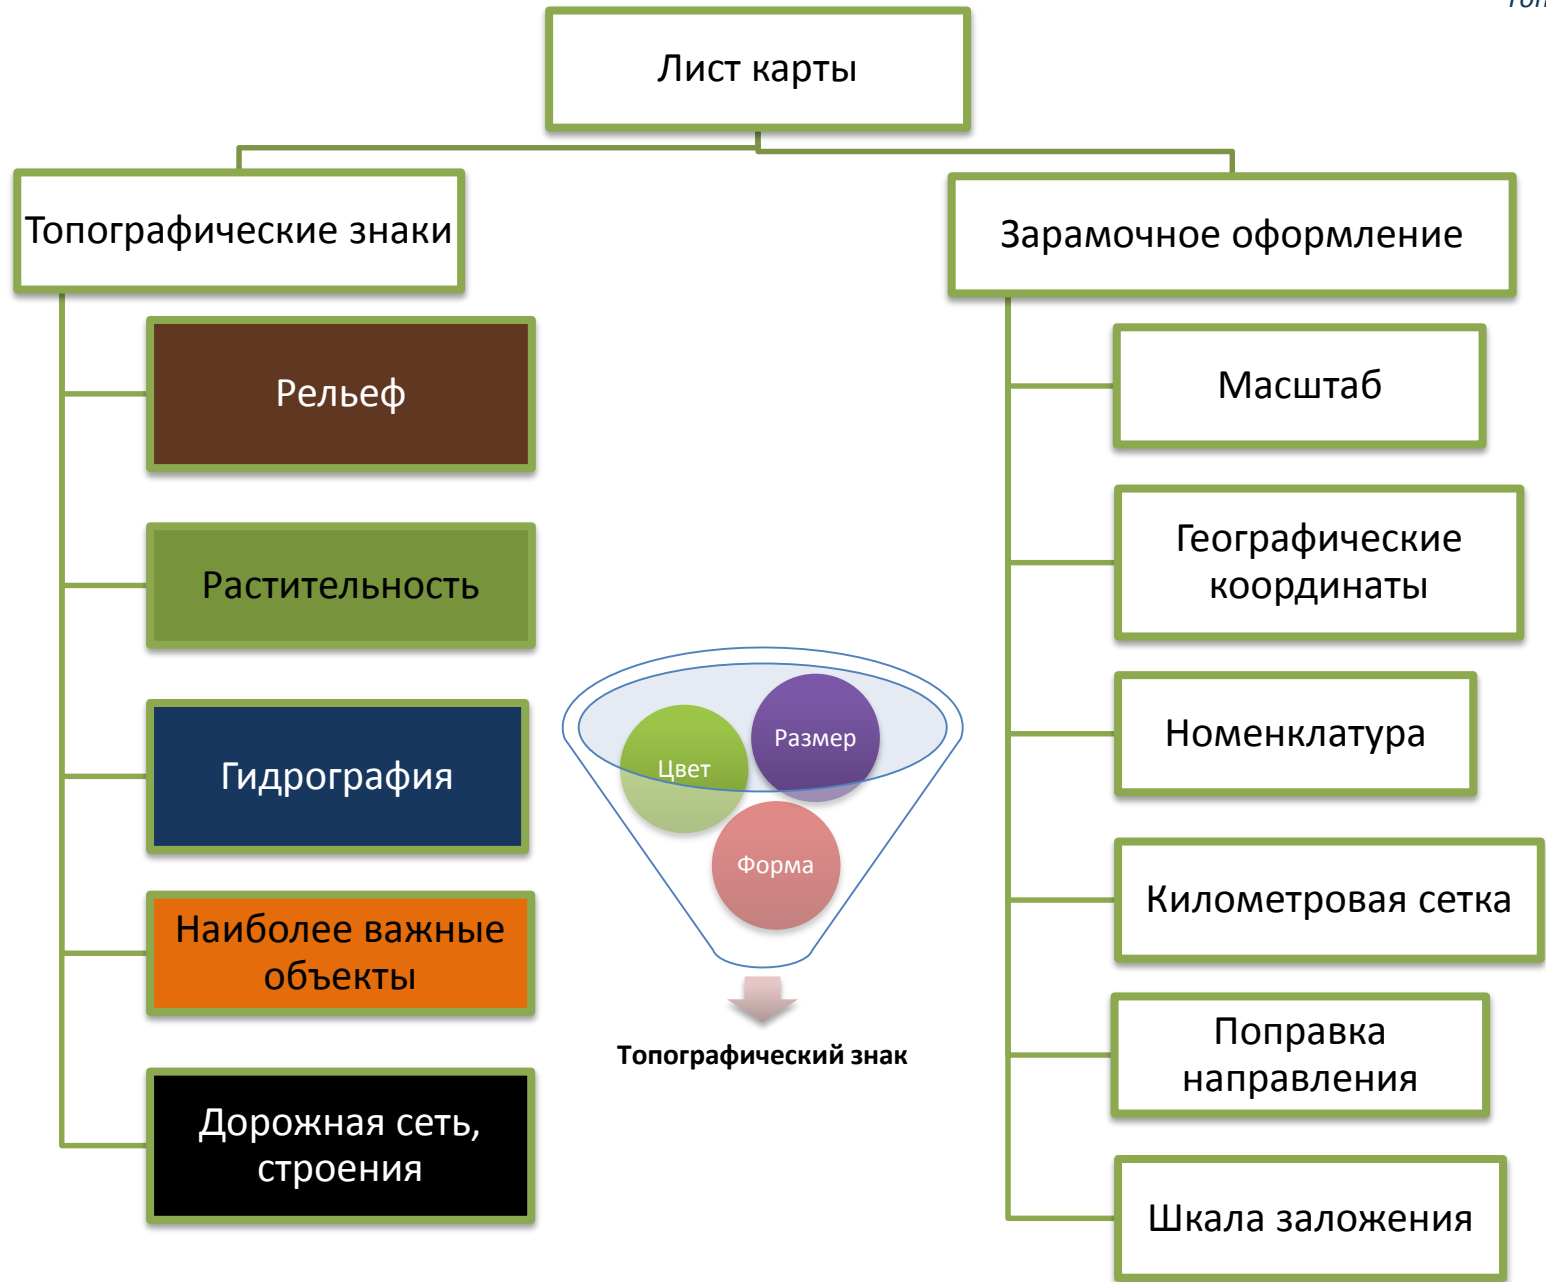 Лист карты
Топографические знаки
Рельеф
Растительность
Гидрография
Наиболее важные
объекты
Дорожная сеть,
строения
Цвет
Размер
Форма
Топографический знак
Зарамочное оформление
Масштаб
Географические
координаты
Номенклатура
Километровая сетка
Поправка
направления
Шкала заложения